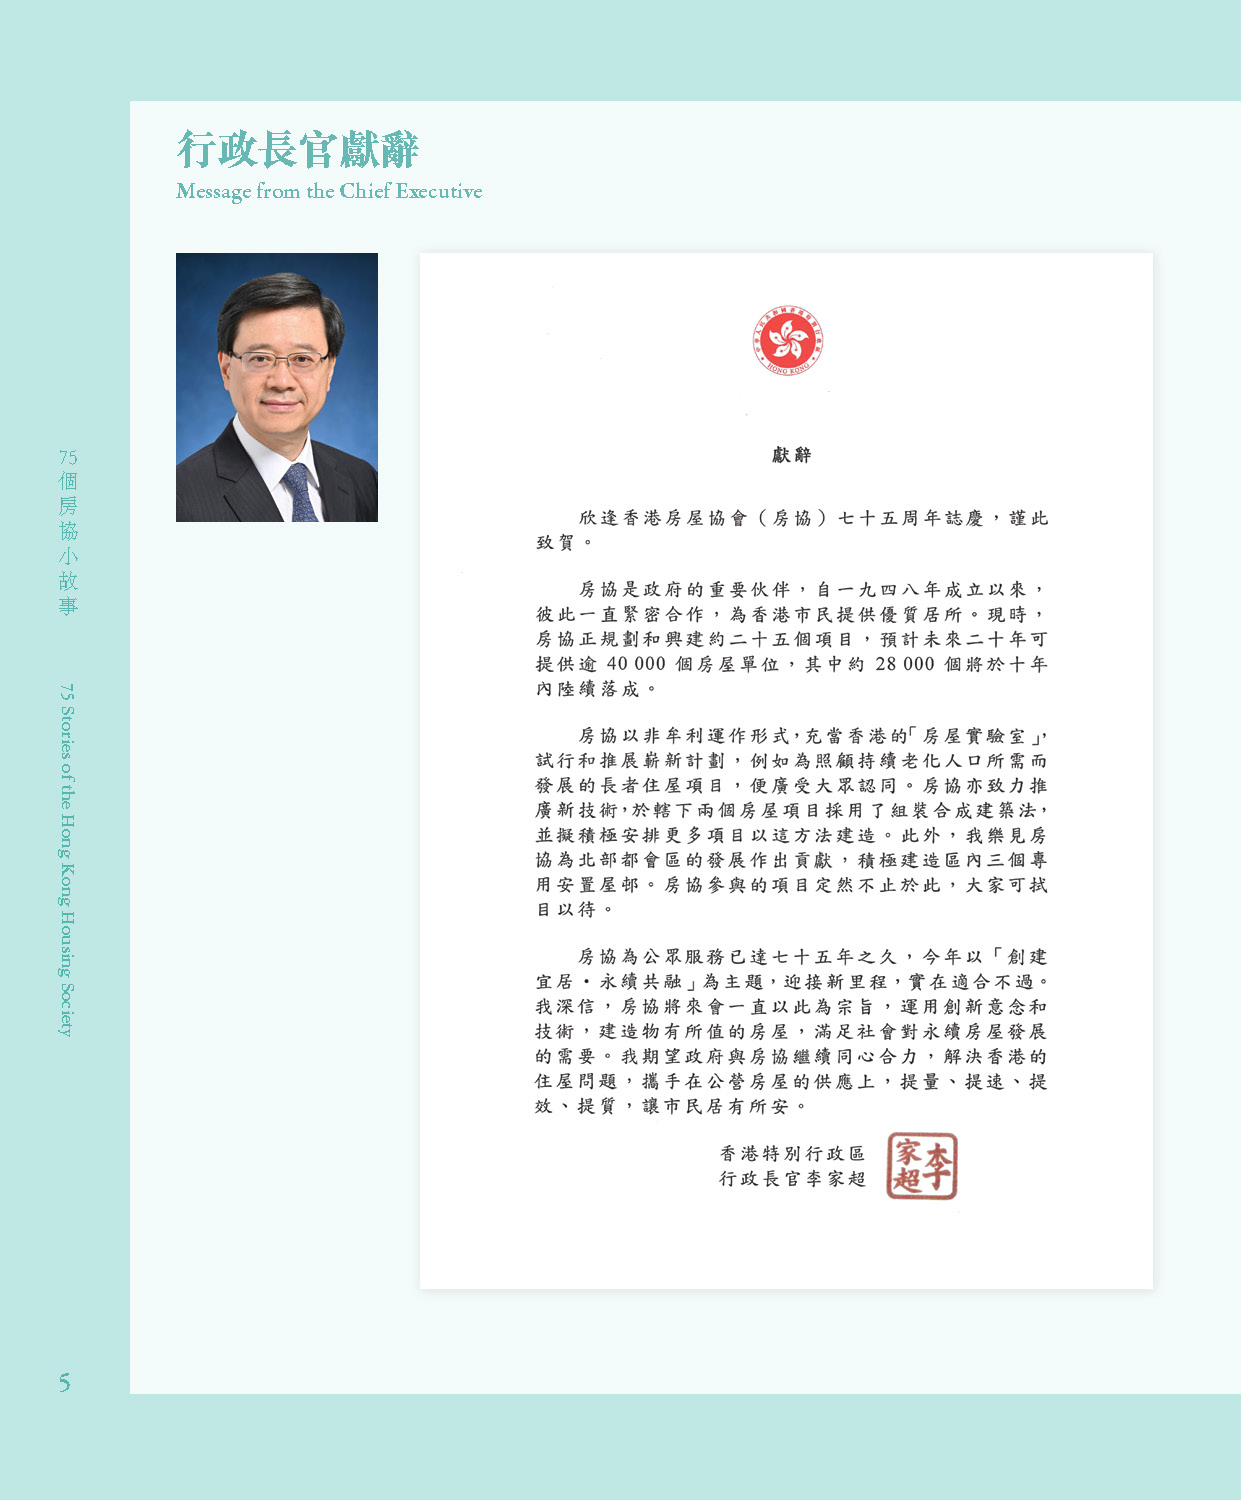 行政長官獻辭
Message from the Chief Executive
HONG KONG
獻辭
欣逢香港房屋協會（房協）七十五周年誌慶，謹此
致賀。
房協是政府的重要伙伴，自一九四八年成立以來，
彼此一直緊密合作，為香港市民提供優質居所。現時，
房協正規劃和興建約二十五個項目，預計未來二十年可
提供逾 40 000 個房屋單位，其中約 28 000 個將於十年
內陸續落成。
房協以非牟利運作形式，充當香港的「房屋實驗室」，
試行和推展嶄新計劃，例如為照顧持續老化人口所需而
發展的長者住屋項目，便廣受大眾認同。房協亦致力推
廣新技術，於轄下兩個房屋項目採用了組裝合成建築法，
並擬積極安排更多項目以這方法建造。此外，我樂見房
協為北部都會區的發展作出貢獻，積極建造區內三個專
用安置屋邨。房協參與的項目定然不止於此，大家可拭
目以待。
房協為公眾服務已達七十五年之久，今年以「創建
宜居・永續共融」為主題，迎接新里程，實在適合不過。
我深信，房協將來會一直以此為宗旨，運用創新意念和
技術，建造物有所值的房屋，滿足社會對永續房屋發展
的需要。我期望政府與房協繼續同心合力，解決香港的
住屋問題，攜手在公營房屋的供應上，提量、提速、提
效、提質，讓市民居有所安。
香港特別行政區
行政長官李家超
李家超
75個房協小故事
75 Stories of the Hong Kong Housing Society
5